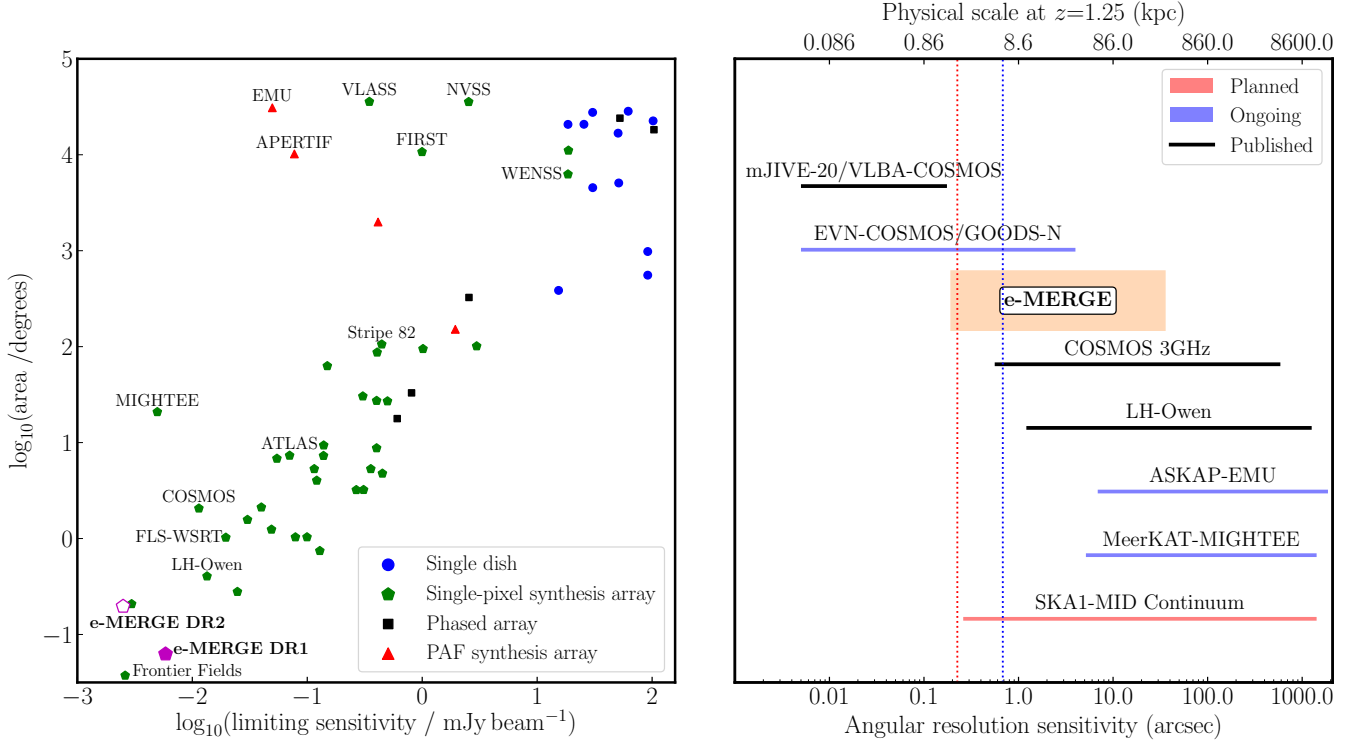 Physical scale at z=1.25 (kpc)
0.086
0.86
8.6
86.0
860.0
8600.0
5
4
3
2
1
0
−1
log10(area /degrees)
EMU
VLASS
NVSS
APERTIF
FIRST
WENSS
Stripe 82
MIGHTEE
ATLAS
COSMOS
FLS-WSRT
LH-Owen
e-MERGE DR2
e-MERGE DR1
Frontier Fields
Single dish
Single-pixel synthesis array
Phased array
PAF synthesis array
−3
−2
−1
0
1
2
log10(limiting sensitivity / mJy beam−1)
Planned
Ongoing
Published
mJIVE-20/VLBA-COSMOS
EVN-COSMOS/GOODS-N
e-MERGE
COSMOS 3GHz
LH-Owen
ASKAP-EMU
MeerKAT-MIGHTEE
SKA1-MID Continuum
0.01
0.1
1.0
10.0
100.0
1000.0
Angular resolution sensitivity (arcsec)